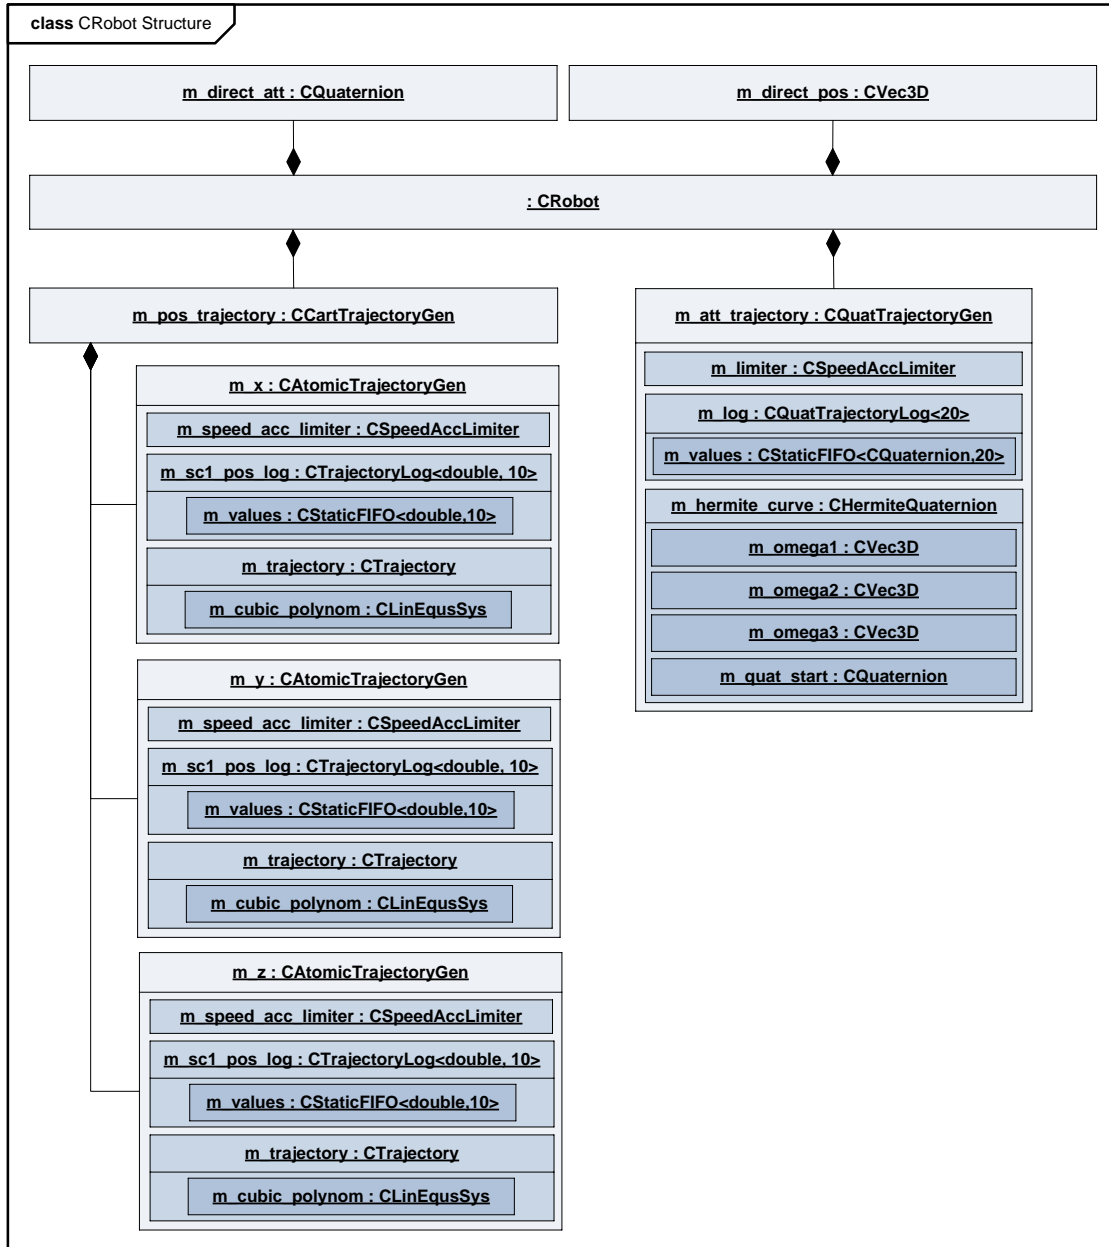 class CRobot Structure
m_direct_att : CQuaternion
m_direct_pos : CVec3D
: CRobot
m_pos_trajectory : CCartTrajectoryGen
m_att_trajectory : CQuatTrajectoryGen
m_x : CAtomicTrajectoryGen
m_speed_acc_limiter : CSpeedAccLimiter
m_sc1_pos_log : CTrajectoryLog<double, 10>
m_values : CStaticFIFO<double,10>
m_trajectory : CTrajectory
m_cubic_polynom : CLinEqusSys
m_limiter : CSpeedAccLimiter
m_log : CQuatTrajectoryLog<20>
m_values : CStaticFIFO<CQuaternion,20>
m_hermite_curve : CHermiteQuaternion
m_omega1 : CVec3D
m_omega2 : CVec3D
m_omega3 : CVec3D
m_quat_start : CQuaternion
m_y : CAtomicTrajectoryGen
m_speed_acc_limiter : CSpeedAccLimiter
m_sc1_pos_log : CTrajectoryLog<double, 10>
m_values : CStaticFIFO<double,10>
m_trajectory : CTrajectory
m_cubic_polynom : CLinEqusSys
m_z : CAtomicTrajectoryGen
m_speed_acc_limiter : CSpeedAccLimiter
m_sc1_pos_log : CTrajectoryLog<double, 10>
m_values : CStaticFIFO<double,10>
m_trajectory : CTrajectory
m_cubic_polynom : CLinEqusSys